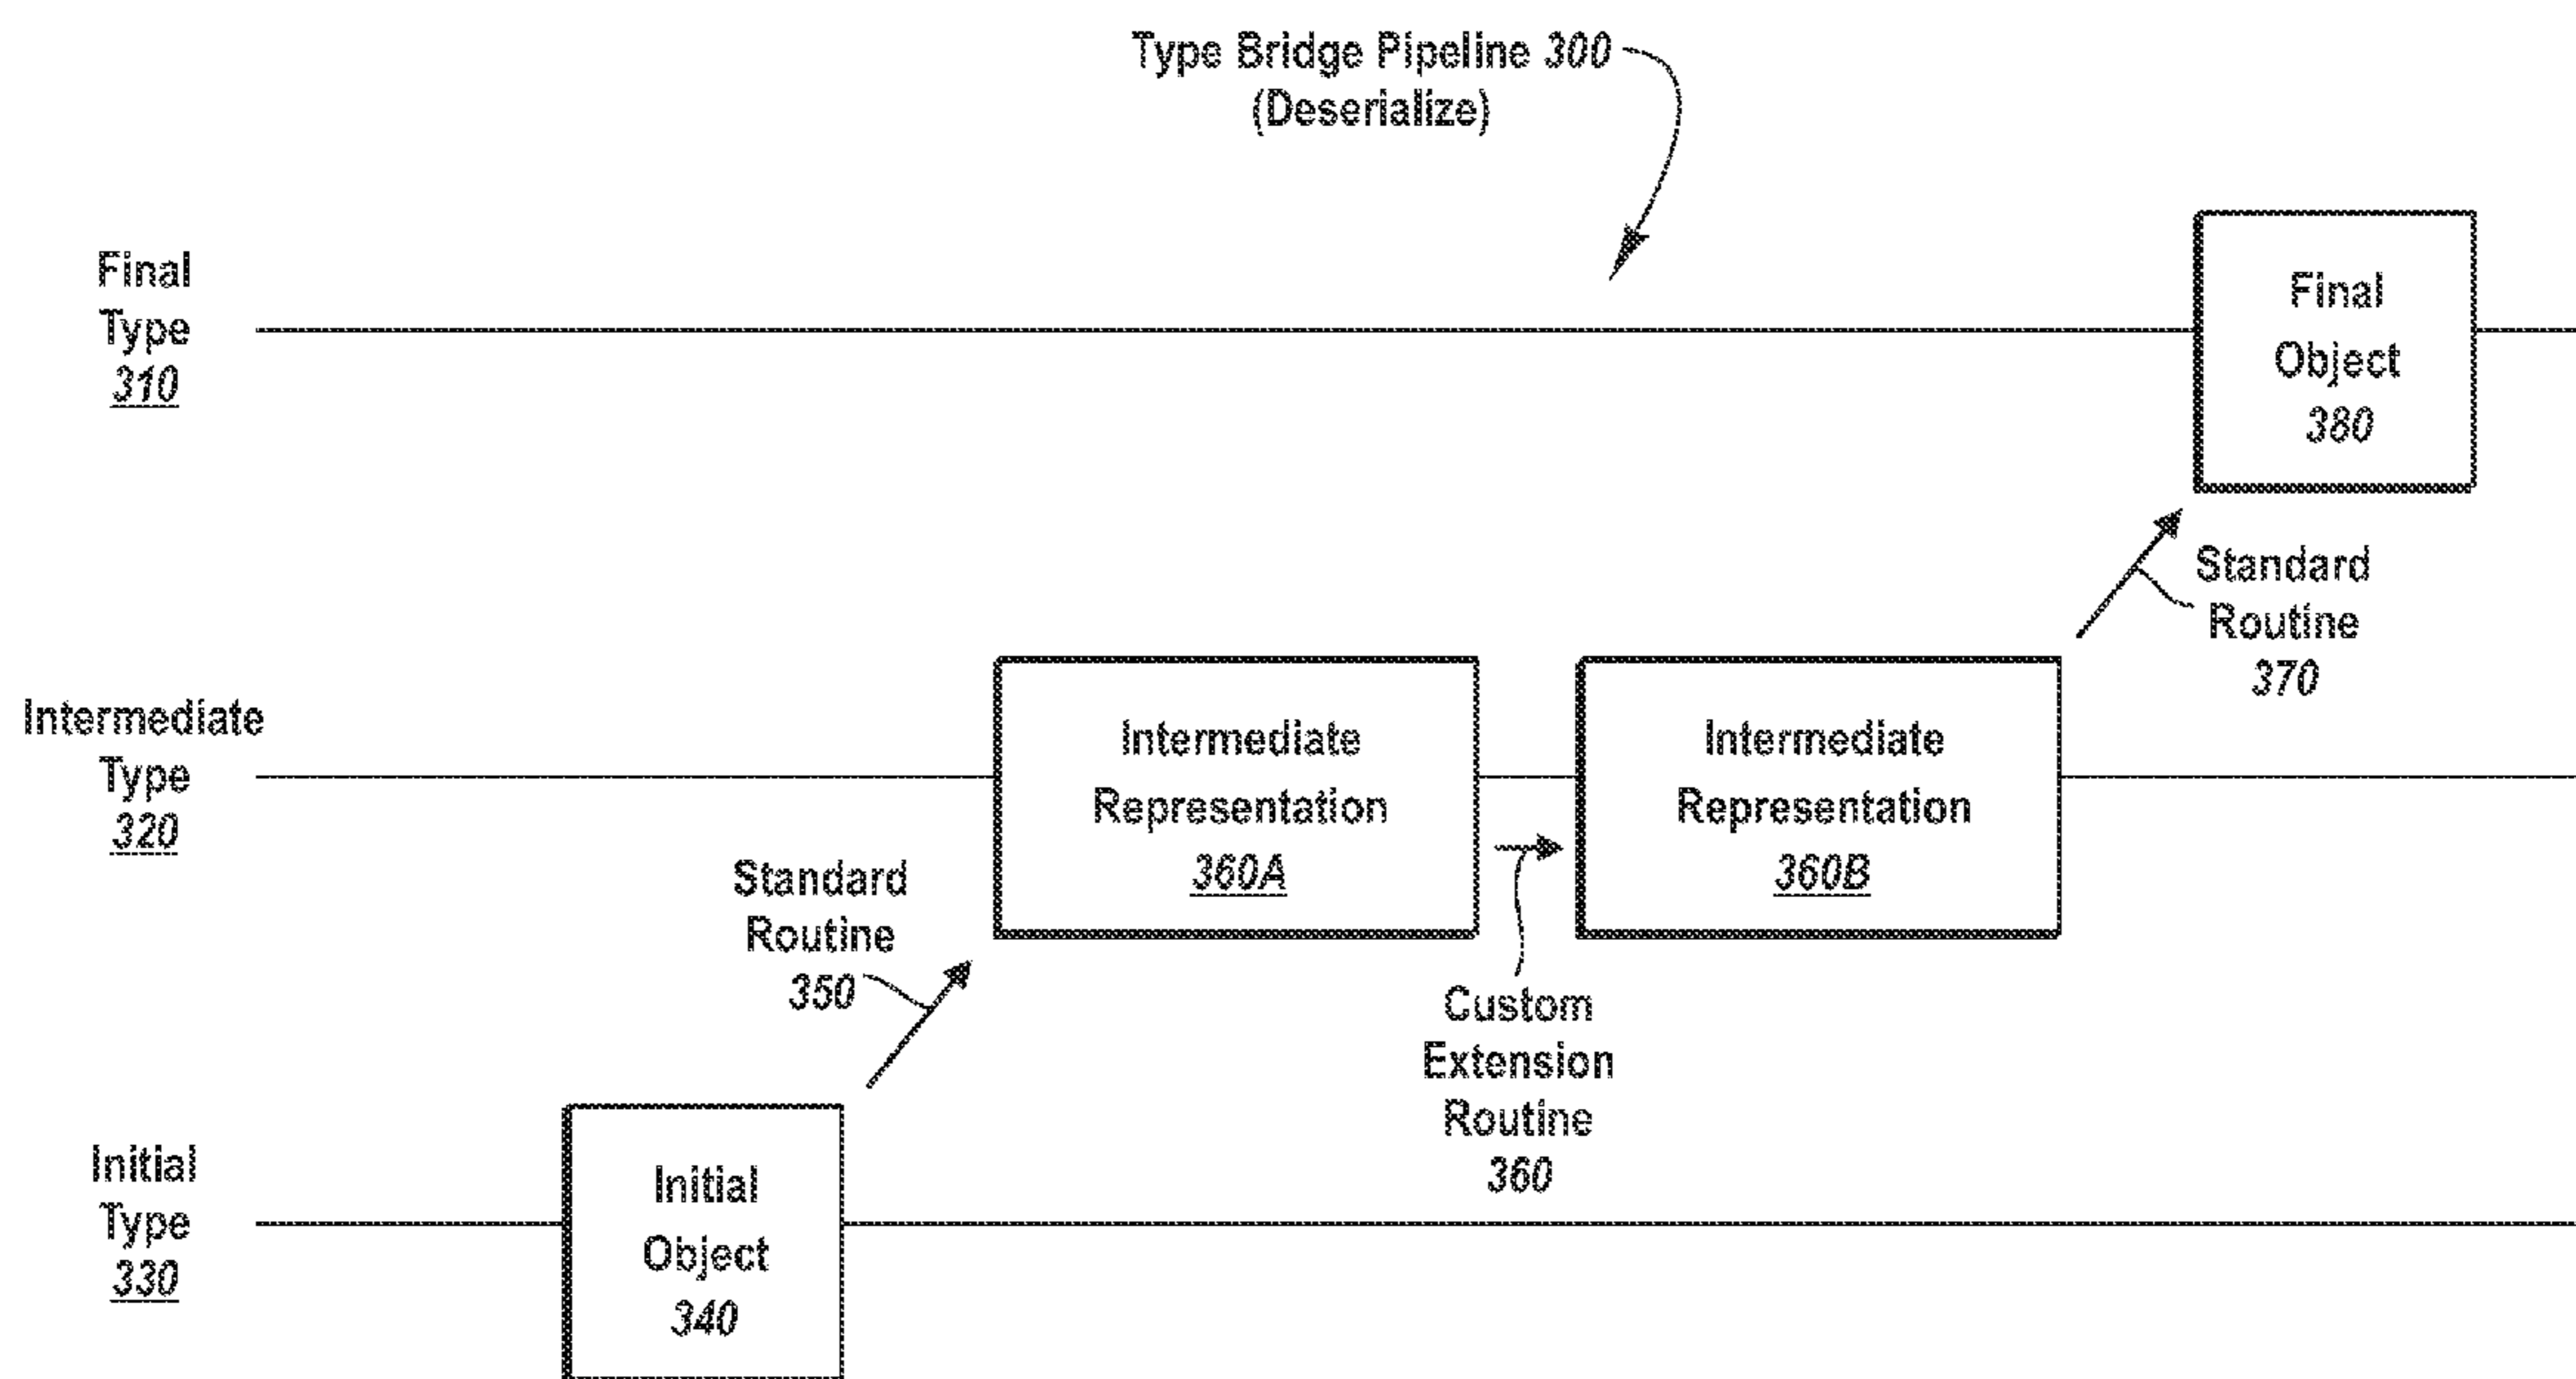 Type Bridge Pipeline 300
(Deserialize)
Final
Type
310
Final
Object
380
Standard
Routine
370
Intermediate
Type
320
Intermediate
Representation
360A
Intermediate
Representation
360B
Standard
Routine
350
Custom
Extension
Routine
360
Initial
Type
330
Initial
Object
340